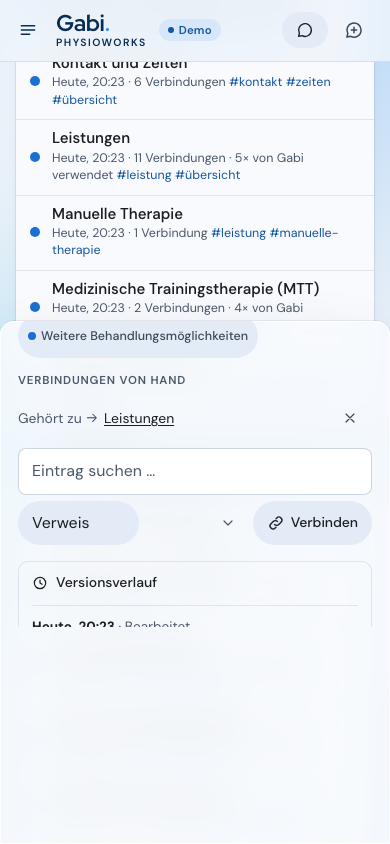 Gabi.
PHYSIOWORKS
Demo
Kontakt und Zeiten
Heute, 20:23 · 6 Verbindungen #kontakt #zeiten
#übersicht
Leistungen
Heute, 20:23 · 11 Verbindungen · 5× von Gabi
verwendet #leistung #übersicht
Manuelle Therapie
Heute, 20:23 · 1 Verbindung #leistung #manuelle-
therapie
Medizinische Trainingstherapie (MTT)
Heute, 20:23 · 2 Verbindungen · 4× von Gabi
Weitere Behandlungsmöglichkeiten
VERBINDUNGEN VON HAND
Gehört zu → Leistungen
Eintrag suchen ...
Verweis
Verbinden
Versionsverlauf
Heute, 20:23 · Bearbeitet